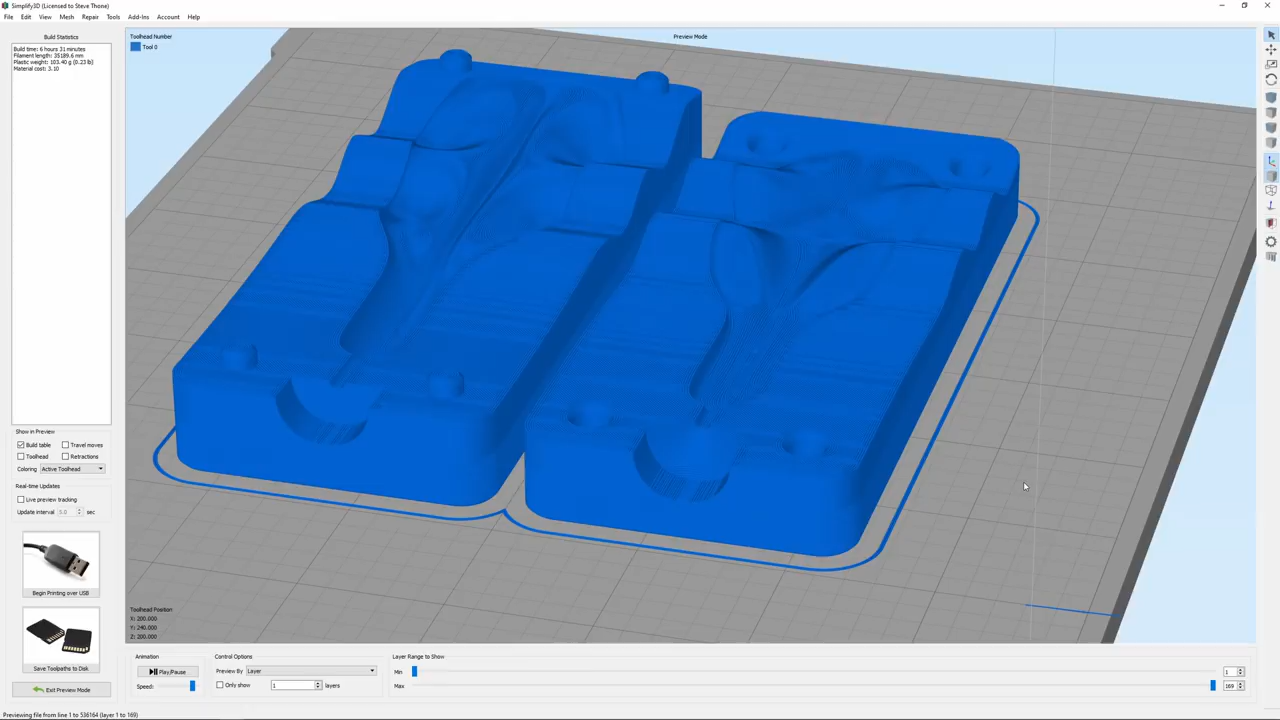 Simplify3D (Licensed to Steve Thone)
File Edit View Mesh Repair Tools Add-Ins Account Help
Build Statistics
Build time: 6 hours 31 minutes
Filament length: 35189.6 mm
Plastic weight: 103.40 g (0.23 lb)
Material cost: 3.10
Toolhead Number
Tool 0
Preview Mode
Show in Preview
Build table Travel moves
Toolhead Retractions
Coloring Active Toolhead
Real-time Updates
Live preview tracking
Update interval 5.0 sec
Begin Printing over USB
Save Toolpaths to Disk
Exit Preview Mode
Toolhead Position
X: 200.000
Y: 240.000
Z: 200.000
Animation
Play/Pause
Speed:
Control Options
Preview By Layer
Only show 1 layers
Layer Range to Show
Min 1
Max 169
Previewing file from line 1 to 536164 (layer 1 to 169)